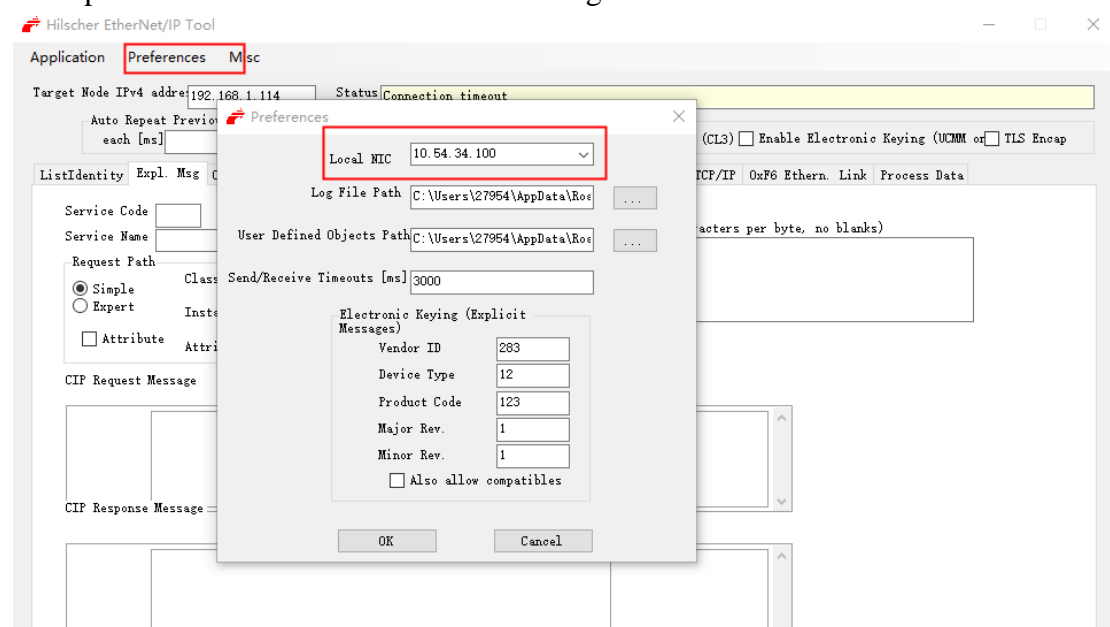 Hilscher EtherNet/IP Tool
Application Preferences Misc
Target Node IPv4 addre: 192.168.1.114 Status Connection timeout
Auto Repeat Previou
each [ms]
(CL3) Enable Electronic Keying (UCMM or TLS Encap
ListIdentity Expl. Msg
TCP/IP 0xF6 Ethern. Link Process Data
Service Code
Service Name
acters per byte, no blanks)
Request Path
Simple
Expert
Class
Insta
Attribute
Attri
CIP Request Message
CIP Response Message
Preferences
Local NIC 10.54.34.100
Log File Path C:\Users\27954\AppData\Roa ...
User Defined Objects Path C:\Users\27954\AppData\Roa ...
Send/Receive Timeouts [ms] 3000
Electronic Keying (Explicit
Messages)
Vendor ID 283
Device Type 12
Product Code 123
Major Rev. 1
Minor Rev. 1
Also allow compatibles
OK Cancel